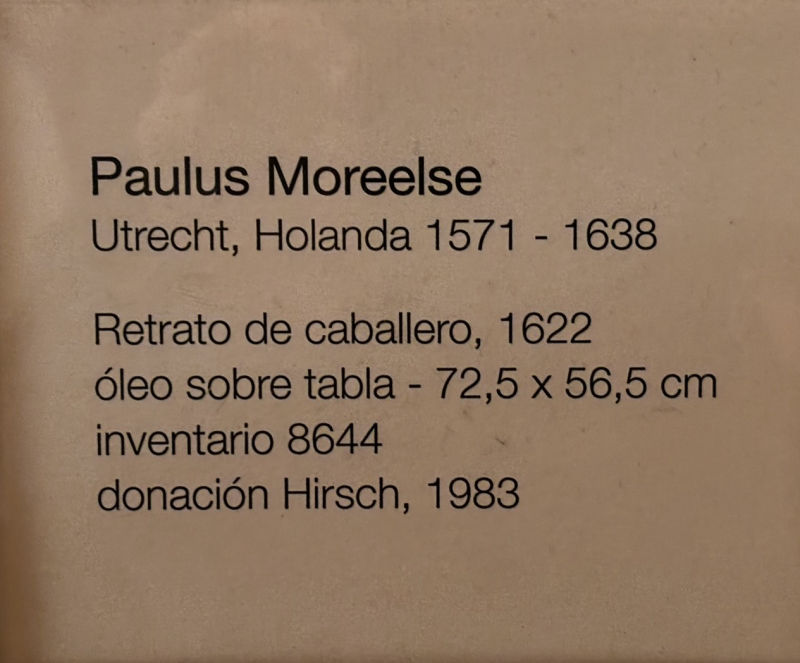 Paulus Moreelse
Utrecht, Holanda 1571 - 1638
Retrato de caballero, 1622
óleo sobre tabla - 72,5 x 56,5 cm
inventario 8644
donación Hirsch, 1983